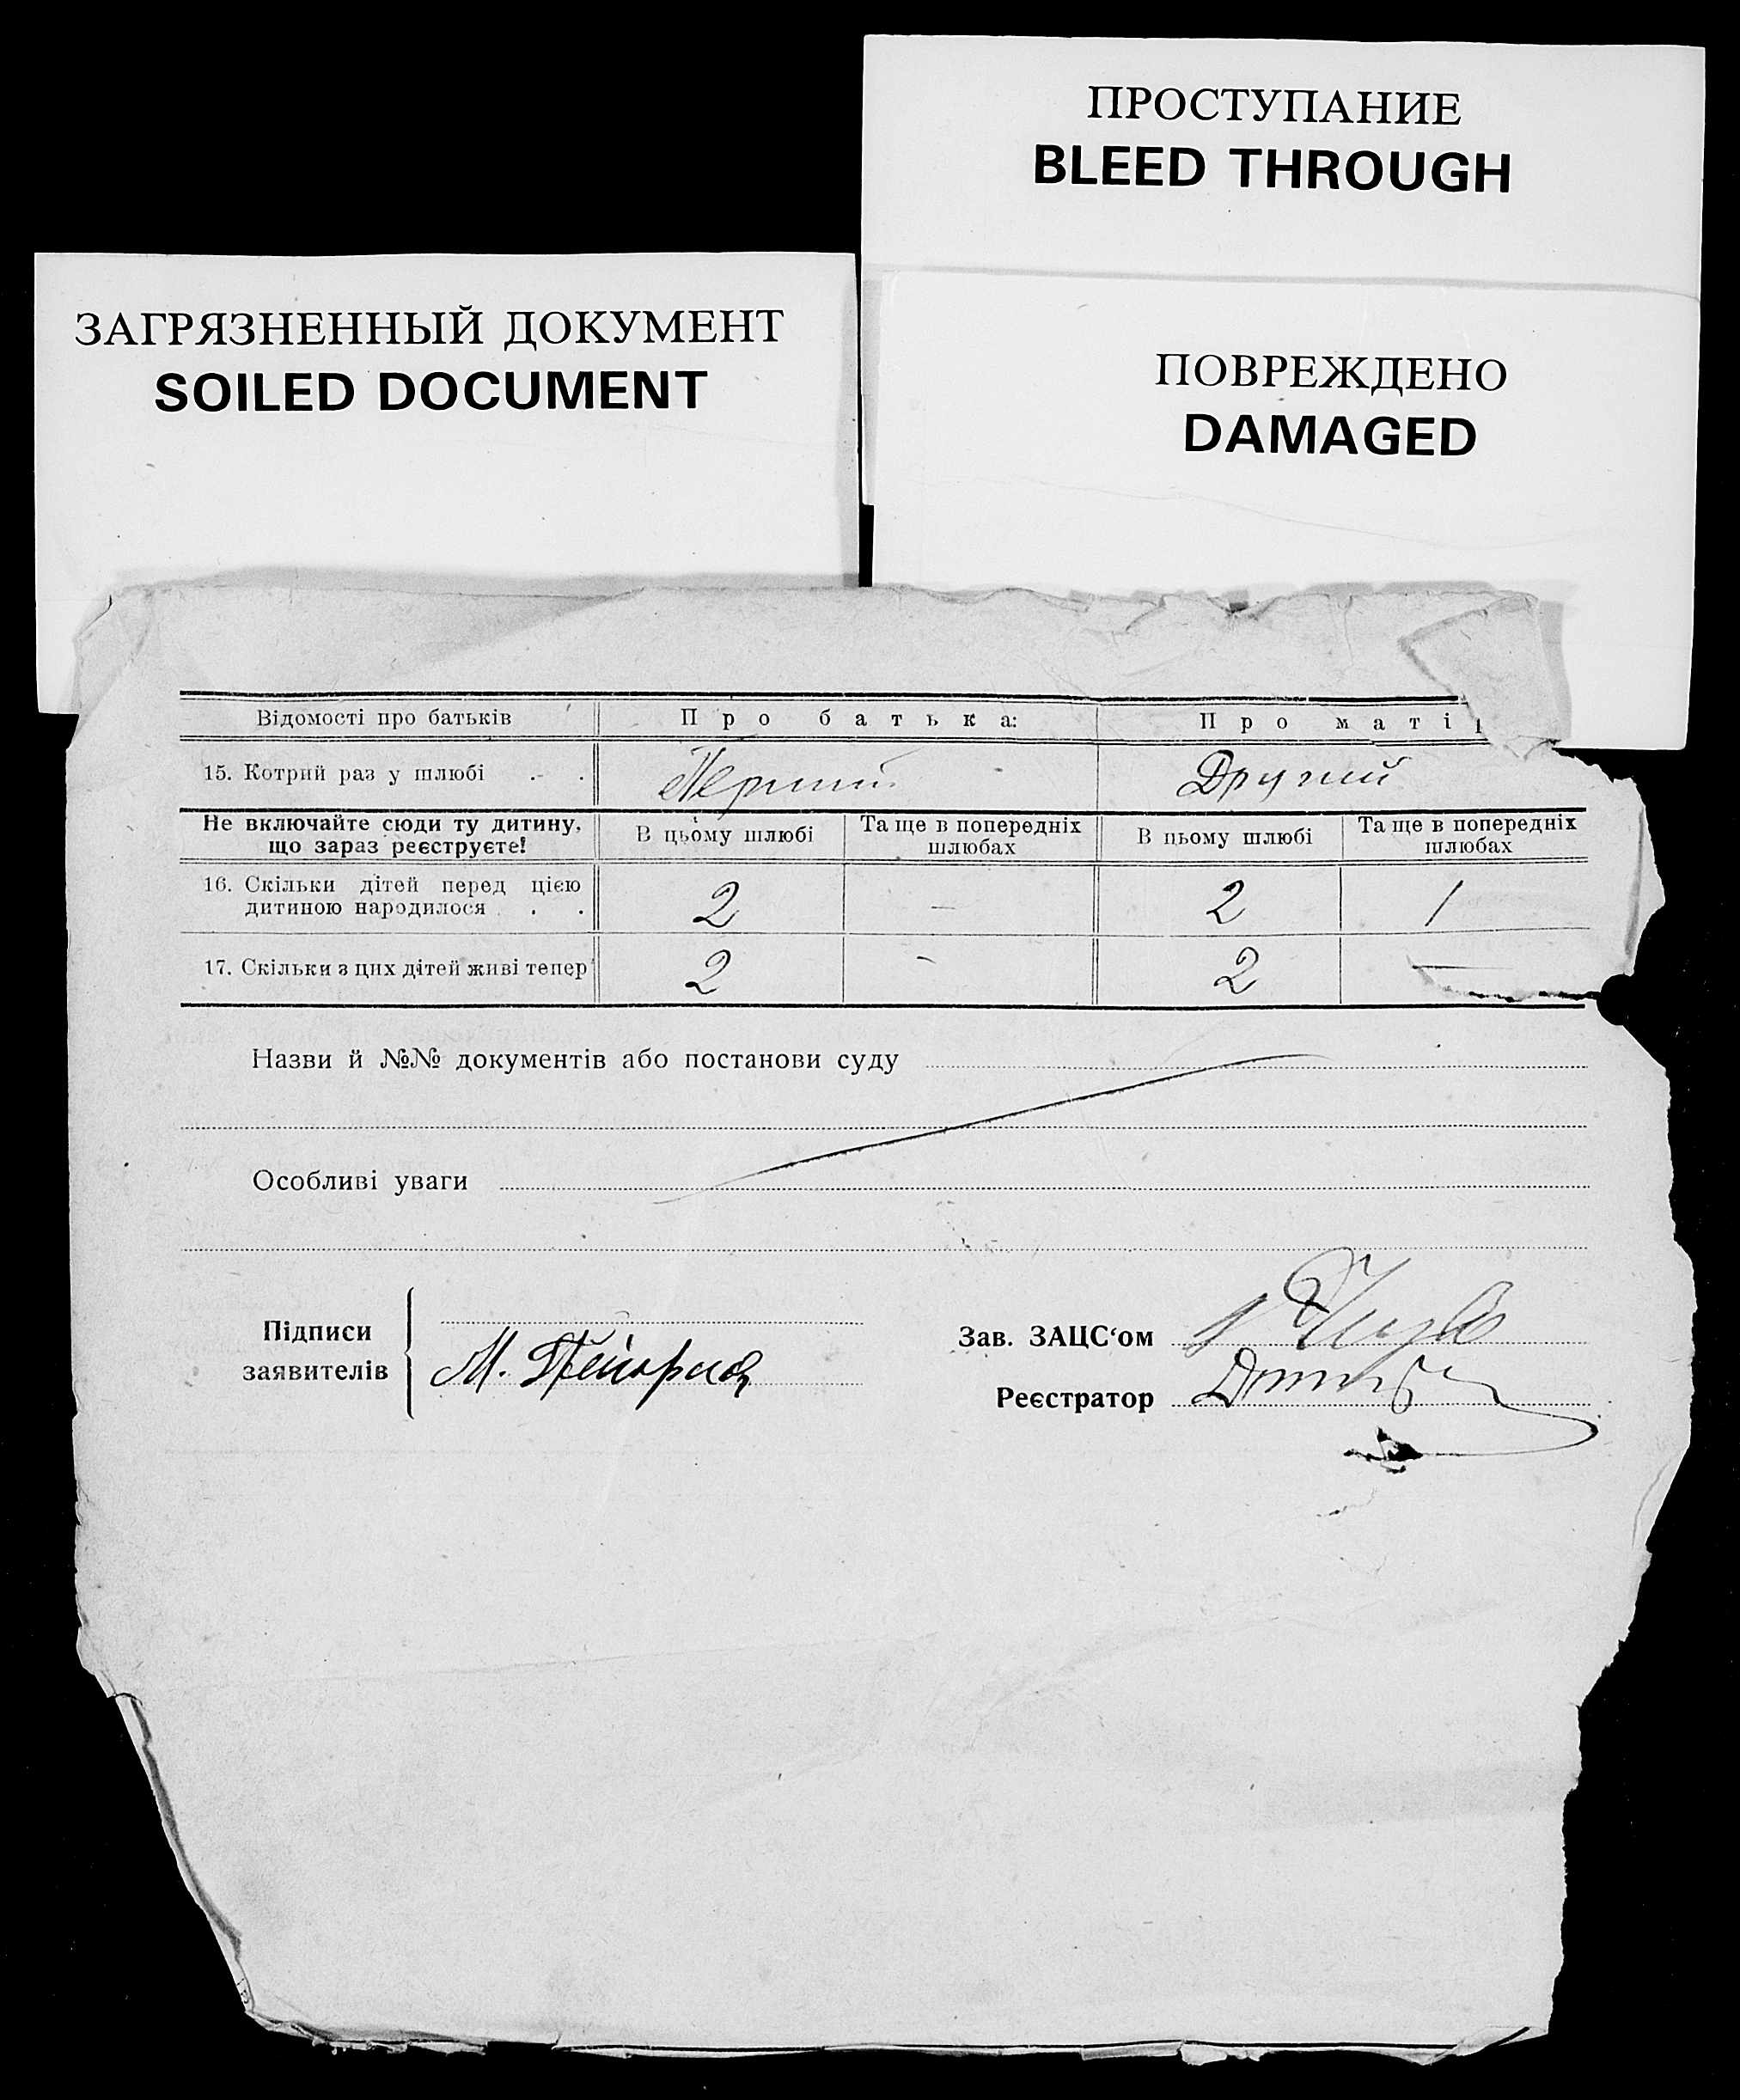 ПРОСТУПАНИЕ
BLEED THROUGH
ЗАГРЯЗНЕННЫЙ ДОКУМЕНТ
SOILED DOCUMENT
ПОВРЕЖДЕНО
DAMAGED
Відомості про батьків Про батька: Про маті
15. Котрий раз у шлюбі . . Перший Другий
Не включайте сюди ту дитину, що зараз реєструєте! В цьому шлюбі Та ще в попередніх шлюбах В цьому шлюбі Та ще в попередніх шлюбах
16. Скільки дітей перед цією
дитиною народилося . . 2 — 2 1
17. Скільки з цих дітей живі тепер 2 - 2 —
Назви й №№ документів або постанови суду
Особливі уваги
Підписи
заявителів М.
Зав. ЗАЦС‘ом
Реєстратор